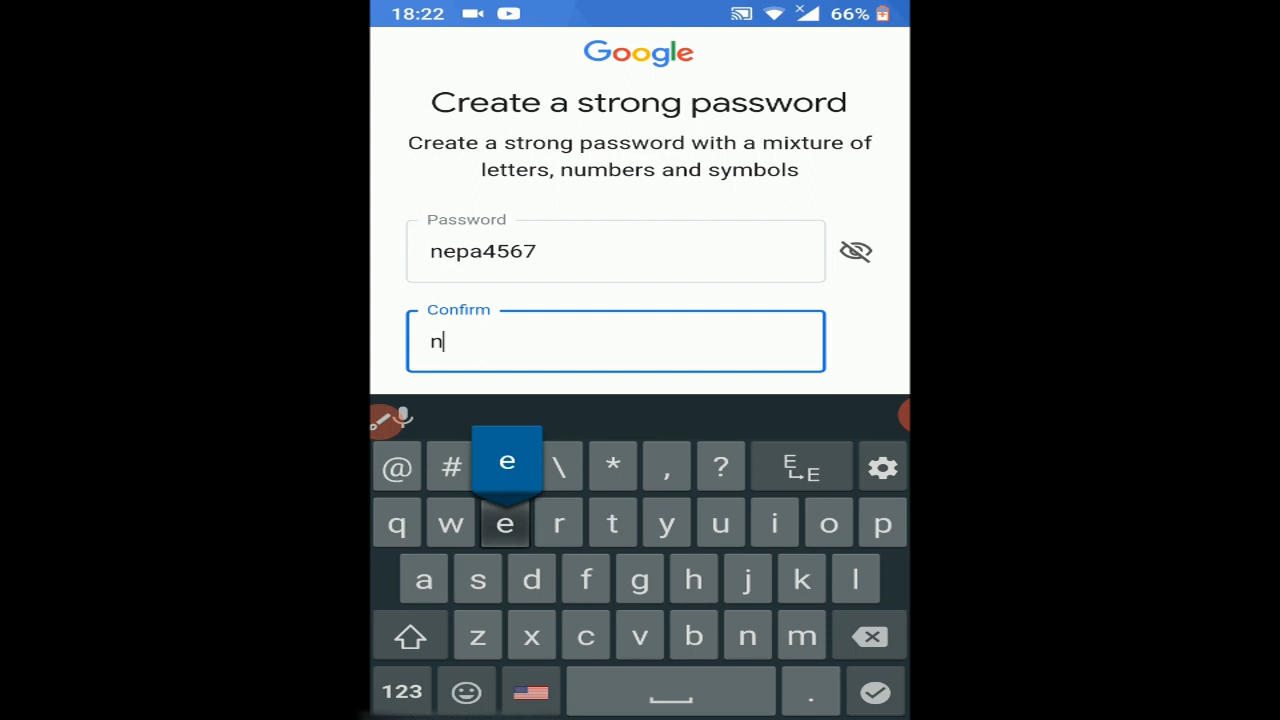 18:22 66%
Google
Create a strong password
Create a strong password with a mixture of
letters, numbers and symbols
Password
nepa4567
Confirm
n
e
@ # \ * , ? E E
q w e r t y u i o p
a s d f g h j k l
z x c v b n m
123 .